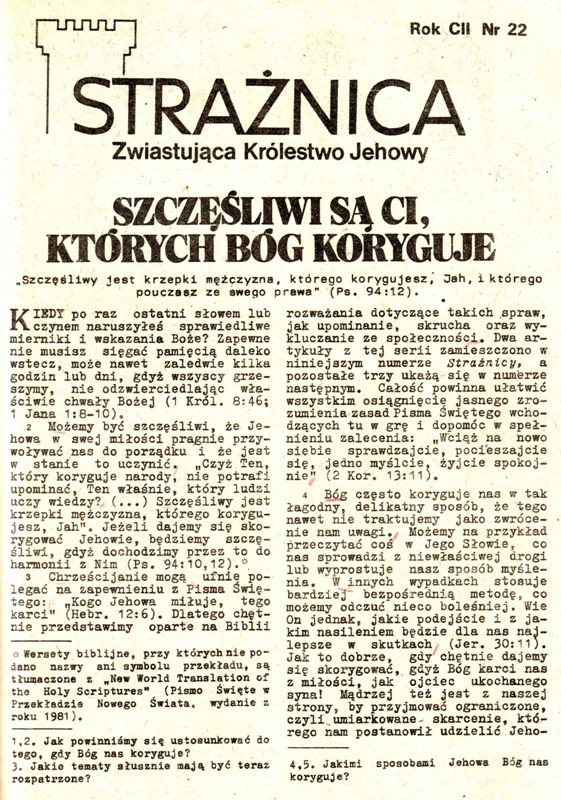 Rok CII Nr 22
STRAŻNICA
Zwiastująca Królestwo Jehowy
SZCZĘŚLIWI SĄ CI,
KTÓRYCH BÓG KORYGUJE
„Szczęśliwy jest krzepki mężczyzna, którego korygujesz, Jah, i którego
pouczasz ze swego prawa” (Ps. 94:12).
KIEDY po raz ostatni słowem lub
czynem naruszyłeś sprawiedliwe
mierniki i wskazania Boże? Zapewne
nie musisz sięgać pamięcią daleko
wstecz, może nawet zaledwie kilka
godzin lub dni, gdyż wszyscy grze-
szymy, nie odzwierciedlając wła-
ściwie chwały Bożej (1 Król. 8:46;
1 Jana 1:8-10).
2 Możemy być szczęśliwi, że Je-
howa w swej miłości pragnie przy-
woływać nas do porządku i że jest
w stanie to uczynić. „Czyż Ten,
który koryguje narody, nie potrafi
upominać, Ten właśnie, który ludzi
uczy wiedzy? (...) Szczęśliwy jest
krzepki mężczyzna, którego korygu-
jesz, Jah”. Jeżeli dajemy się sko-
rygować Jehowie, będziemy szczę-
śliwi, gdyż dochodzimy przez to do
harmonii z Nim (Ps. 94:10,12).°
3 Chrześcijanie mogą ufnie po-
legać na zapewnieniu z Pisma Świę-
tego: „Kogo Jehowa miłuje, tego
karci” (Hebr. 12:6). Dlatego chęt-
nie przedstawimy oparte na Biblii
° Wersety biblijne, przy których nie po-
dano nazwy ani symbolu przekładu, są
tłumaczone z „New World Translation of
the Holy Scriptures” (Pismo Święte w
Przekładzie Nowego Świata, wydanie z
roku 1981).
1,2. Jak powinniśmy się ustosunkować do
tego, gdy Bóg nas koryguje?
3. Jakie tematy słusznie mają być teraz
rozpatrzone?
rozważania dotyczące takich spraw,
jak upominanie, skrucha oraz wy-
kluczanie ze społeczności. Dwa ar-
tykuły z tej serii zamieszczono w
niniejszym numerze Strażnicy, a
pozostałe trzy ukażą się w numerze
następnym. Całość powinna ułatwić
wszystkim osiągnięcie jasnego zro-
zumienia zasad Pisma Świętego wcho-
dzących tu w grę i dopomóc w speł-
nieniu zalecenia: „Wciąż na nowo
siebie sprawdzajcie, pocieszajcie
się, jedno myślcie, żyjcie spokoj-
nie” (2 Kor. 13:11).
4 Bóg często koryguje nas w tak
łagodny, delikatny sposób, że tego
nawet nie traktujemy jako zwróce-
nie nam uwagi. Możemy na przykład
przeczytać coś w Jego Słowie, co
nas sprowadzi z niewłaściwej drogi
lub wyprostuje nasz sposób myśle-
nia. W innych wypadkach stosuje
bardziej bezpośrednią metodę, co
możemy odczuć nieco boleśniej. Wie
On jednak, jakie podejście i z ja-
kim nasileniem będzie dla nas naj-
lepsze w skutkach (Jer. 30:11).
Jak to dobrze, gdy chętnie dajemy
się skorygować, gdyż Bóg karci nas
z miłości, jak ojciec ukochanego
syna! Mądrzej też jest z naszej
strony, by przyjmować ograniczone,
czyli umiarkowane skarcenie, któ-
rego nam postanowił udzielić Jeho-
4,5. Jakimi sposobami Jehowa Bóg nas
koryguje?